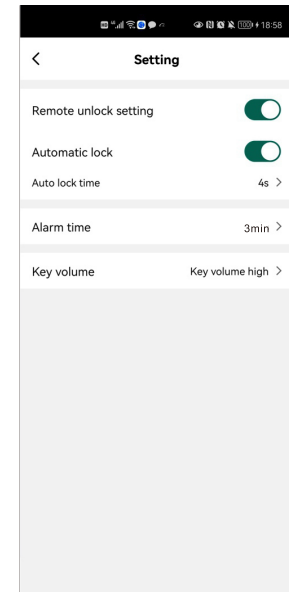 100 18:58
Setting
Remote unlock setting
Automatic lock
Auto lock time 4s
Alarm time 3min
Key volume Key volume high